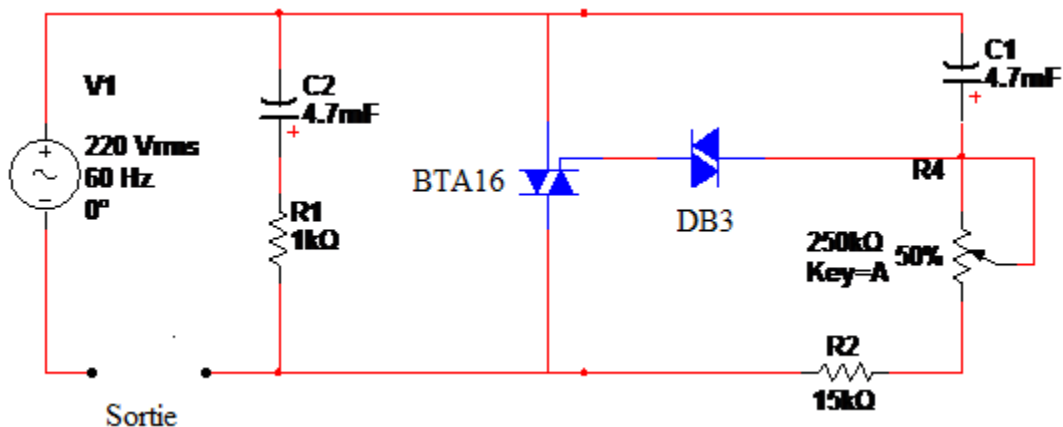 V1
220 Vrms
60 Hz
0°
C2
4.7mF
+
R1
1kΩ
BTA16
DB3
C1
4.7mF
+
R4
250kΩ
50%
Key=A
R2
15kΩ
Sortie